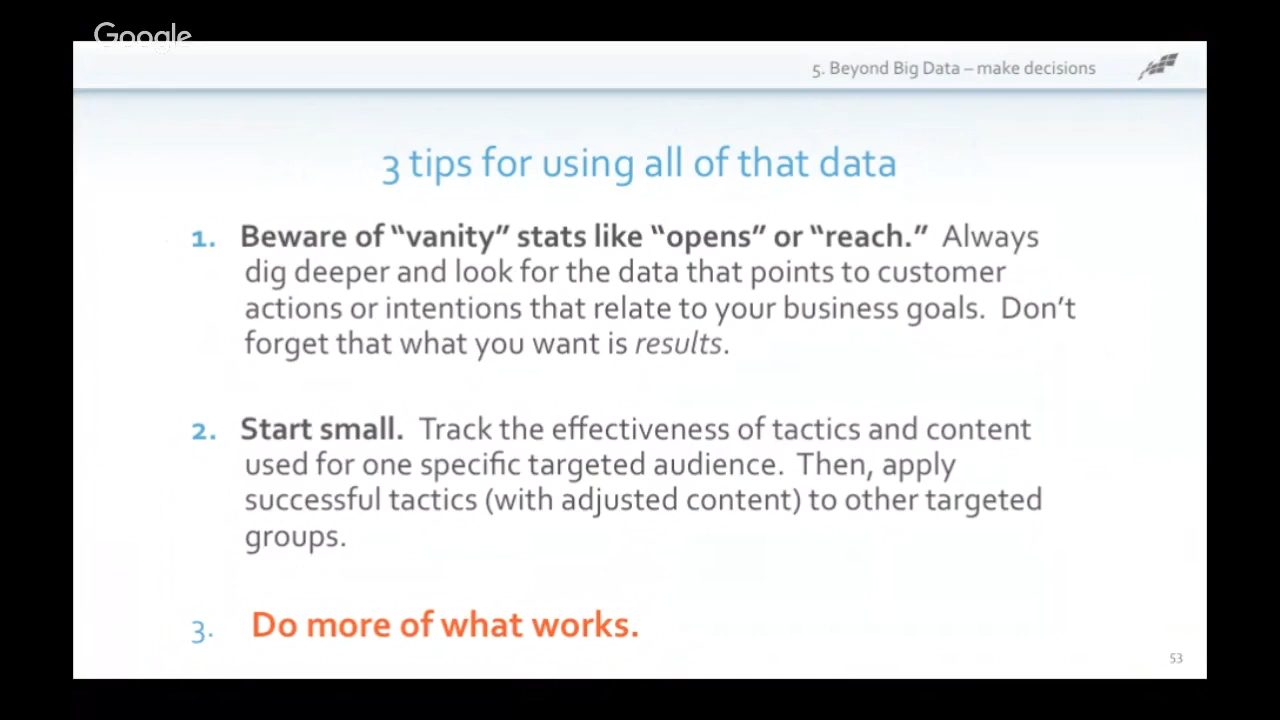 Google
5. Beyond Big Data – make decisions
3 tips for using all of that data
1. Beware of “vanity” stats like “opens” or “reach.” Always
dig deeper and look for the data that points to customer
actions or intentions that relate to your business goals. Don’t
forget that what you want is results.
2. Start small. Track the effectiveness of tactics and content
used for one specific targeted audience. Then, apply
successful tactics (with adjusted content) to other targeted
groups.
3. Do more of what works.
53